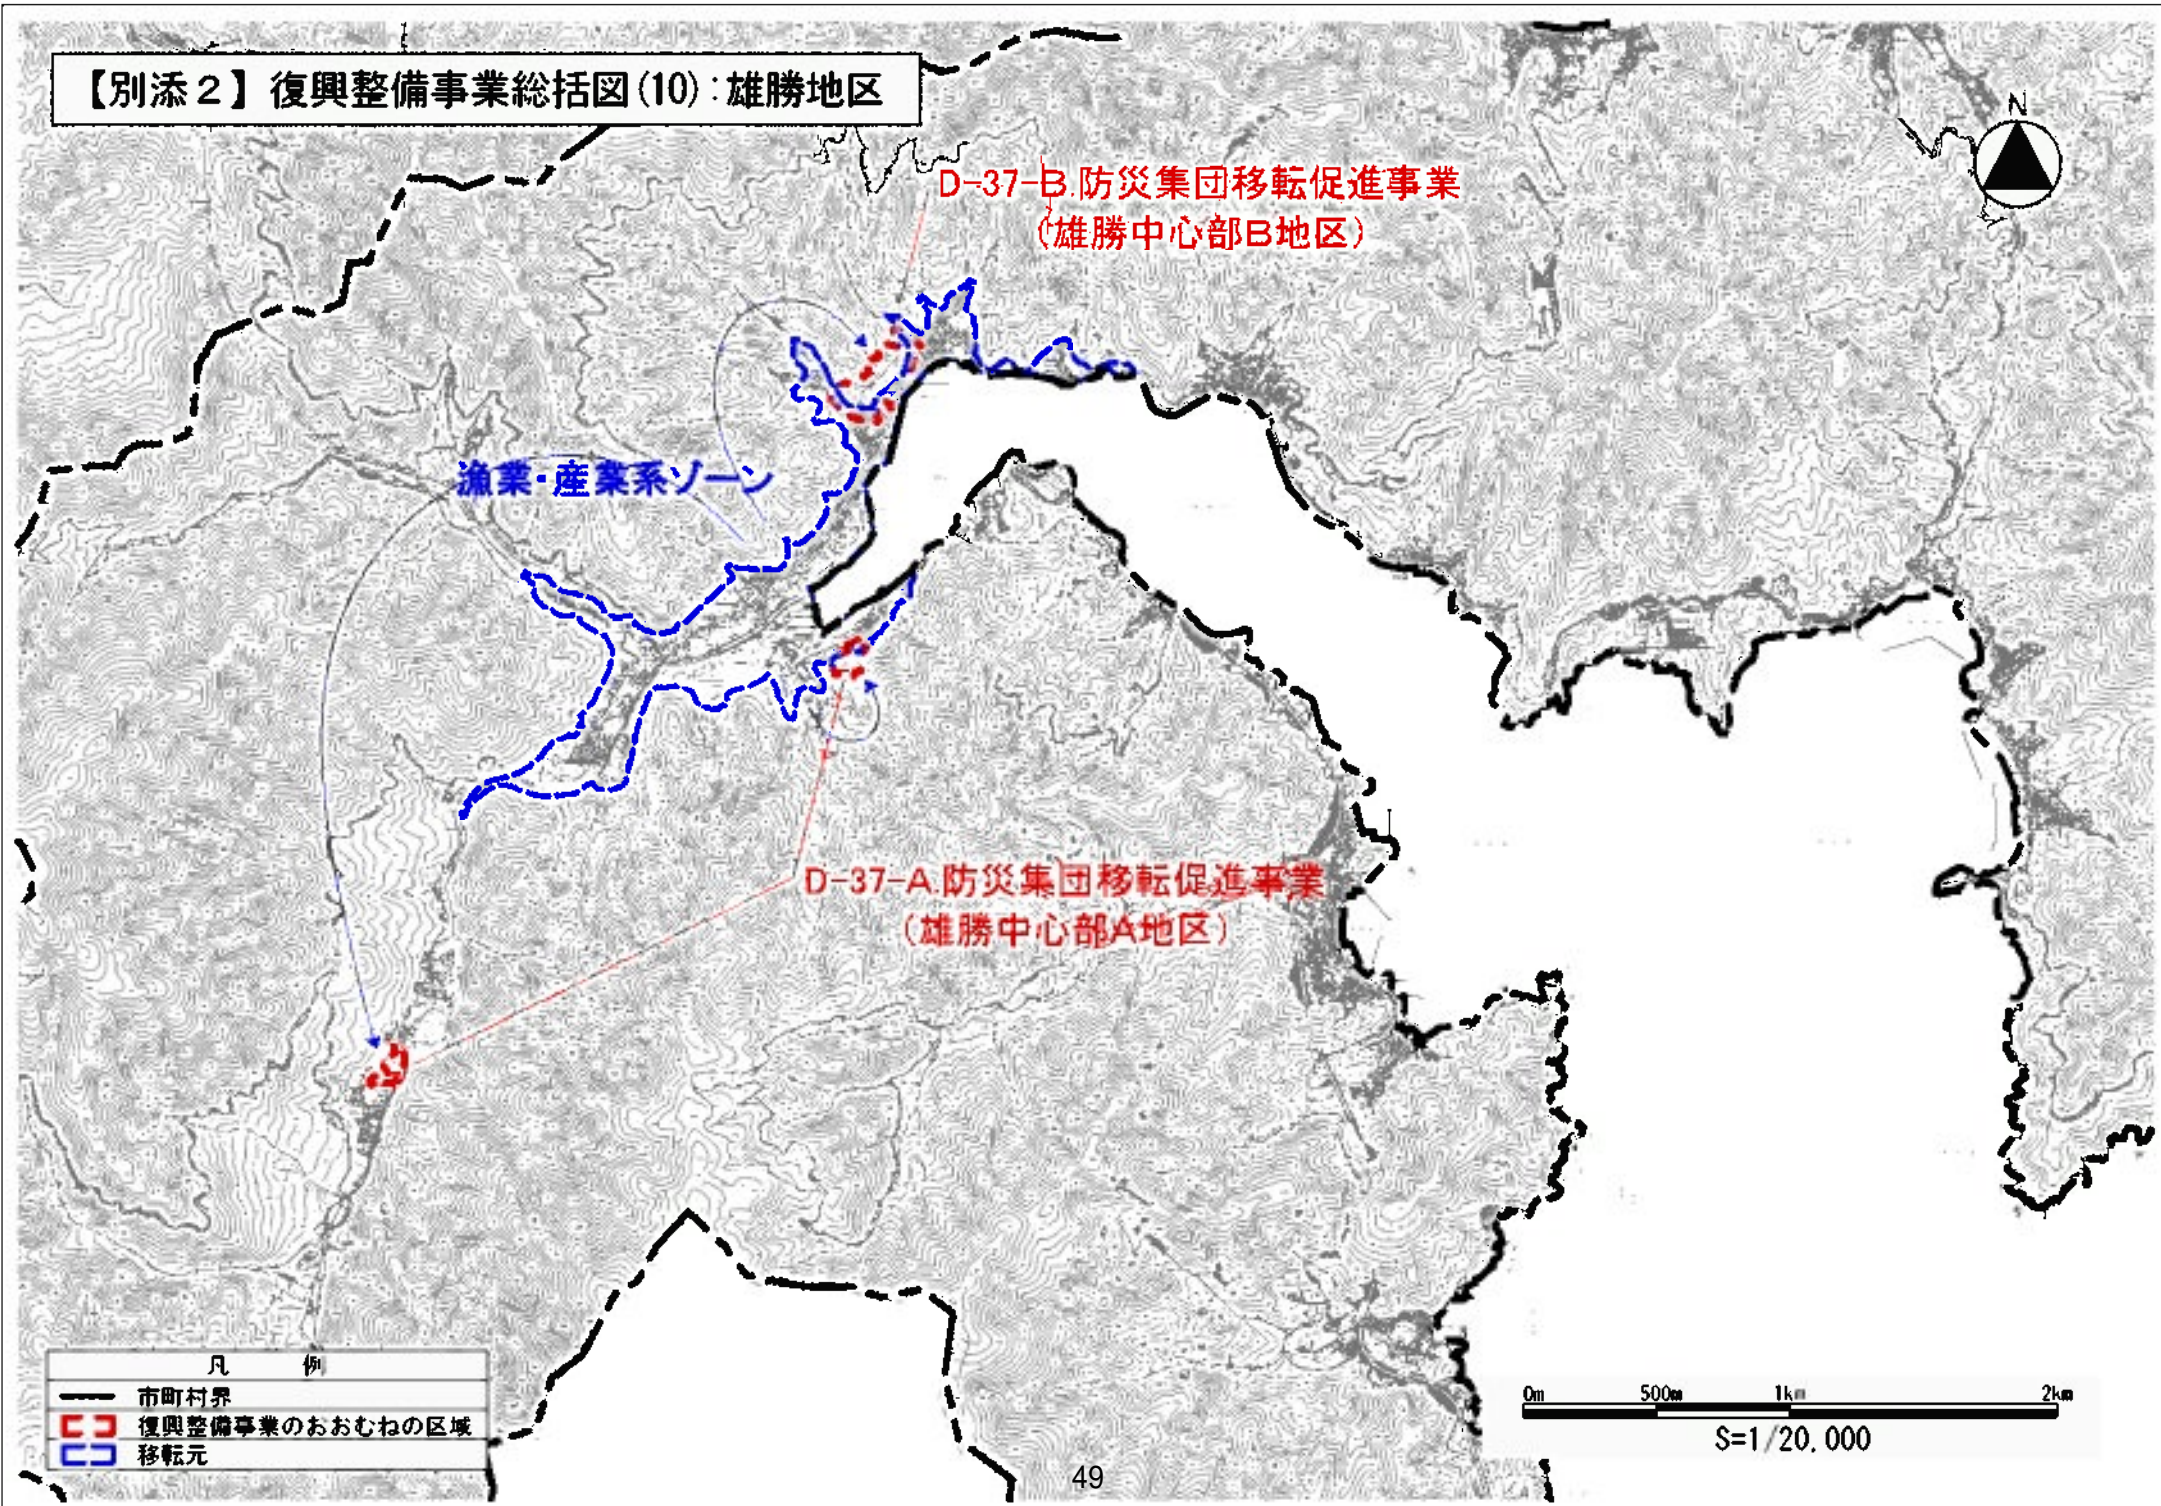 【別添２】復興整備事業総括図(10):雄勝地区
N
D-37-B.防災集団移転促進事業
(雄勝中心部B地区)
漁業・産業系ゾーン
D-37-A.防災集団移転促進事業
(雄勝中心部A地区)
凡 例
市町村界
復興整備事業のおおむねの区域
移転元
0m 500m 1km 2km
S=1/20,000
49